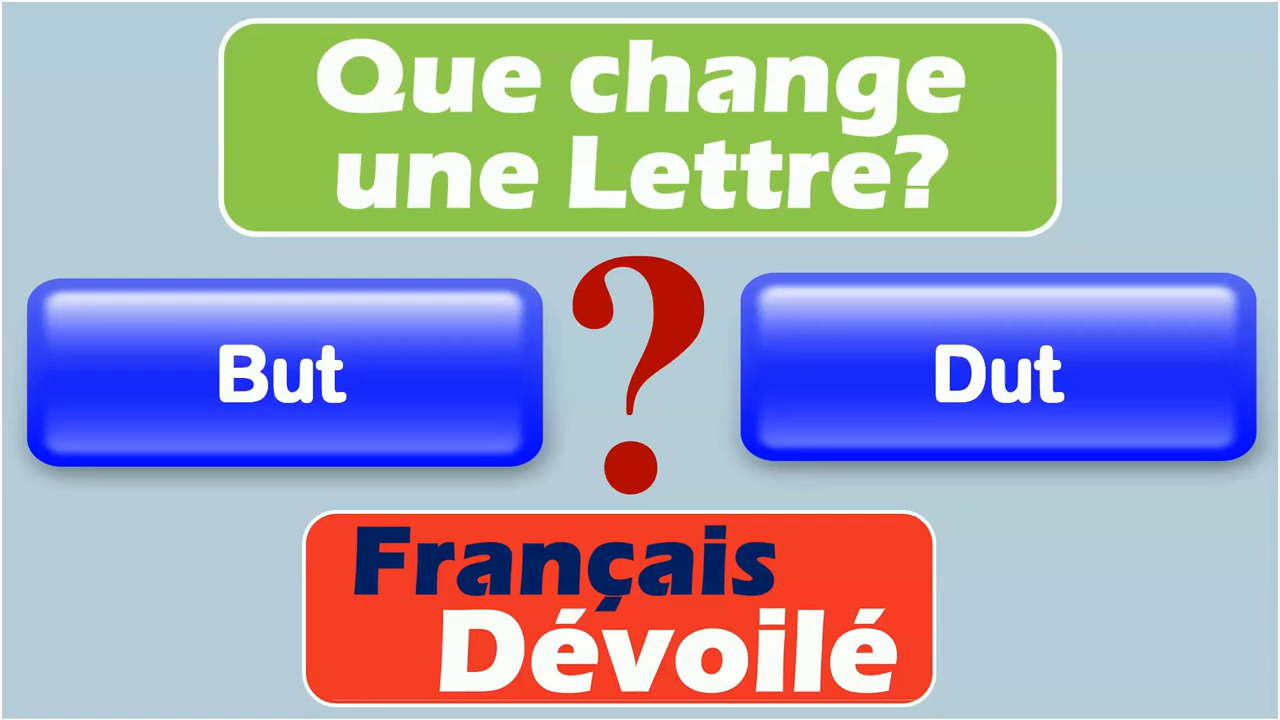 Que change
une Lettre?
But
?
Dut
Français
Dévoilé